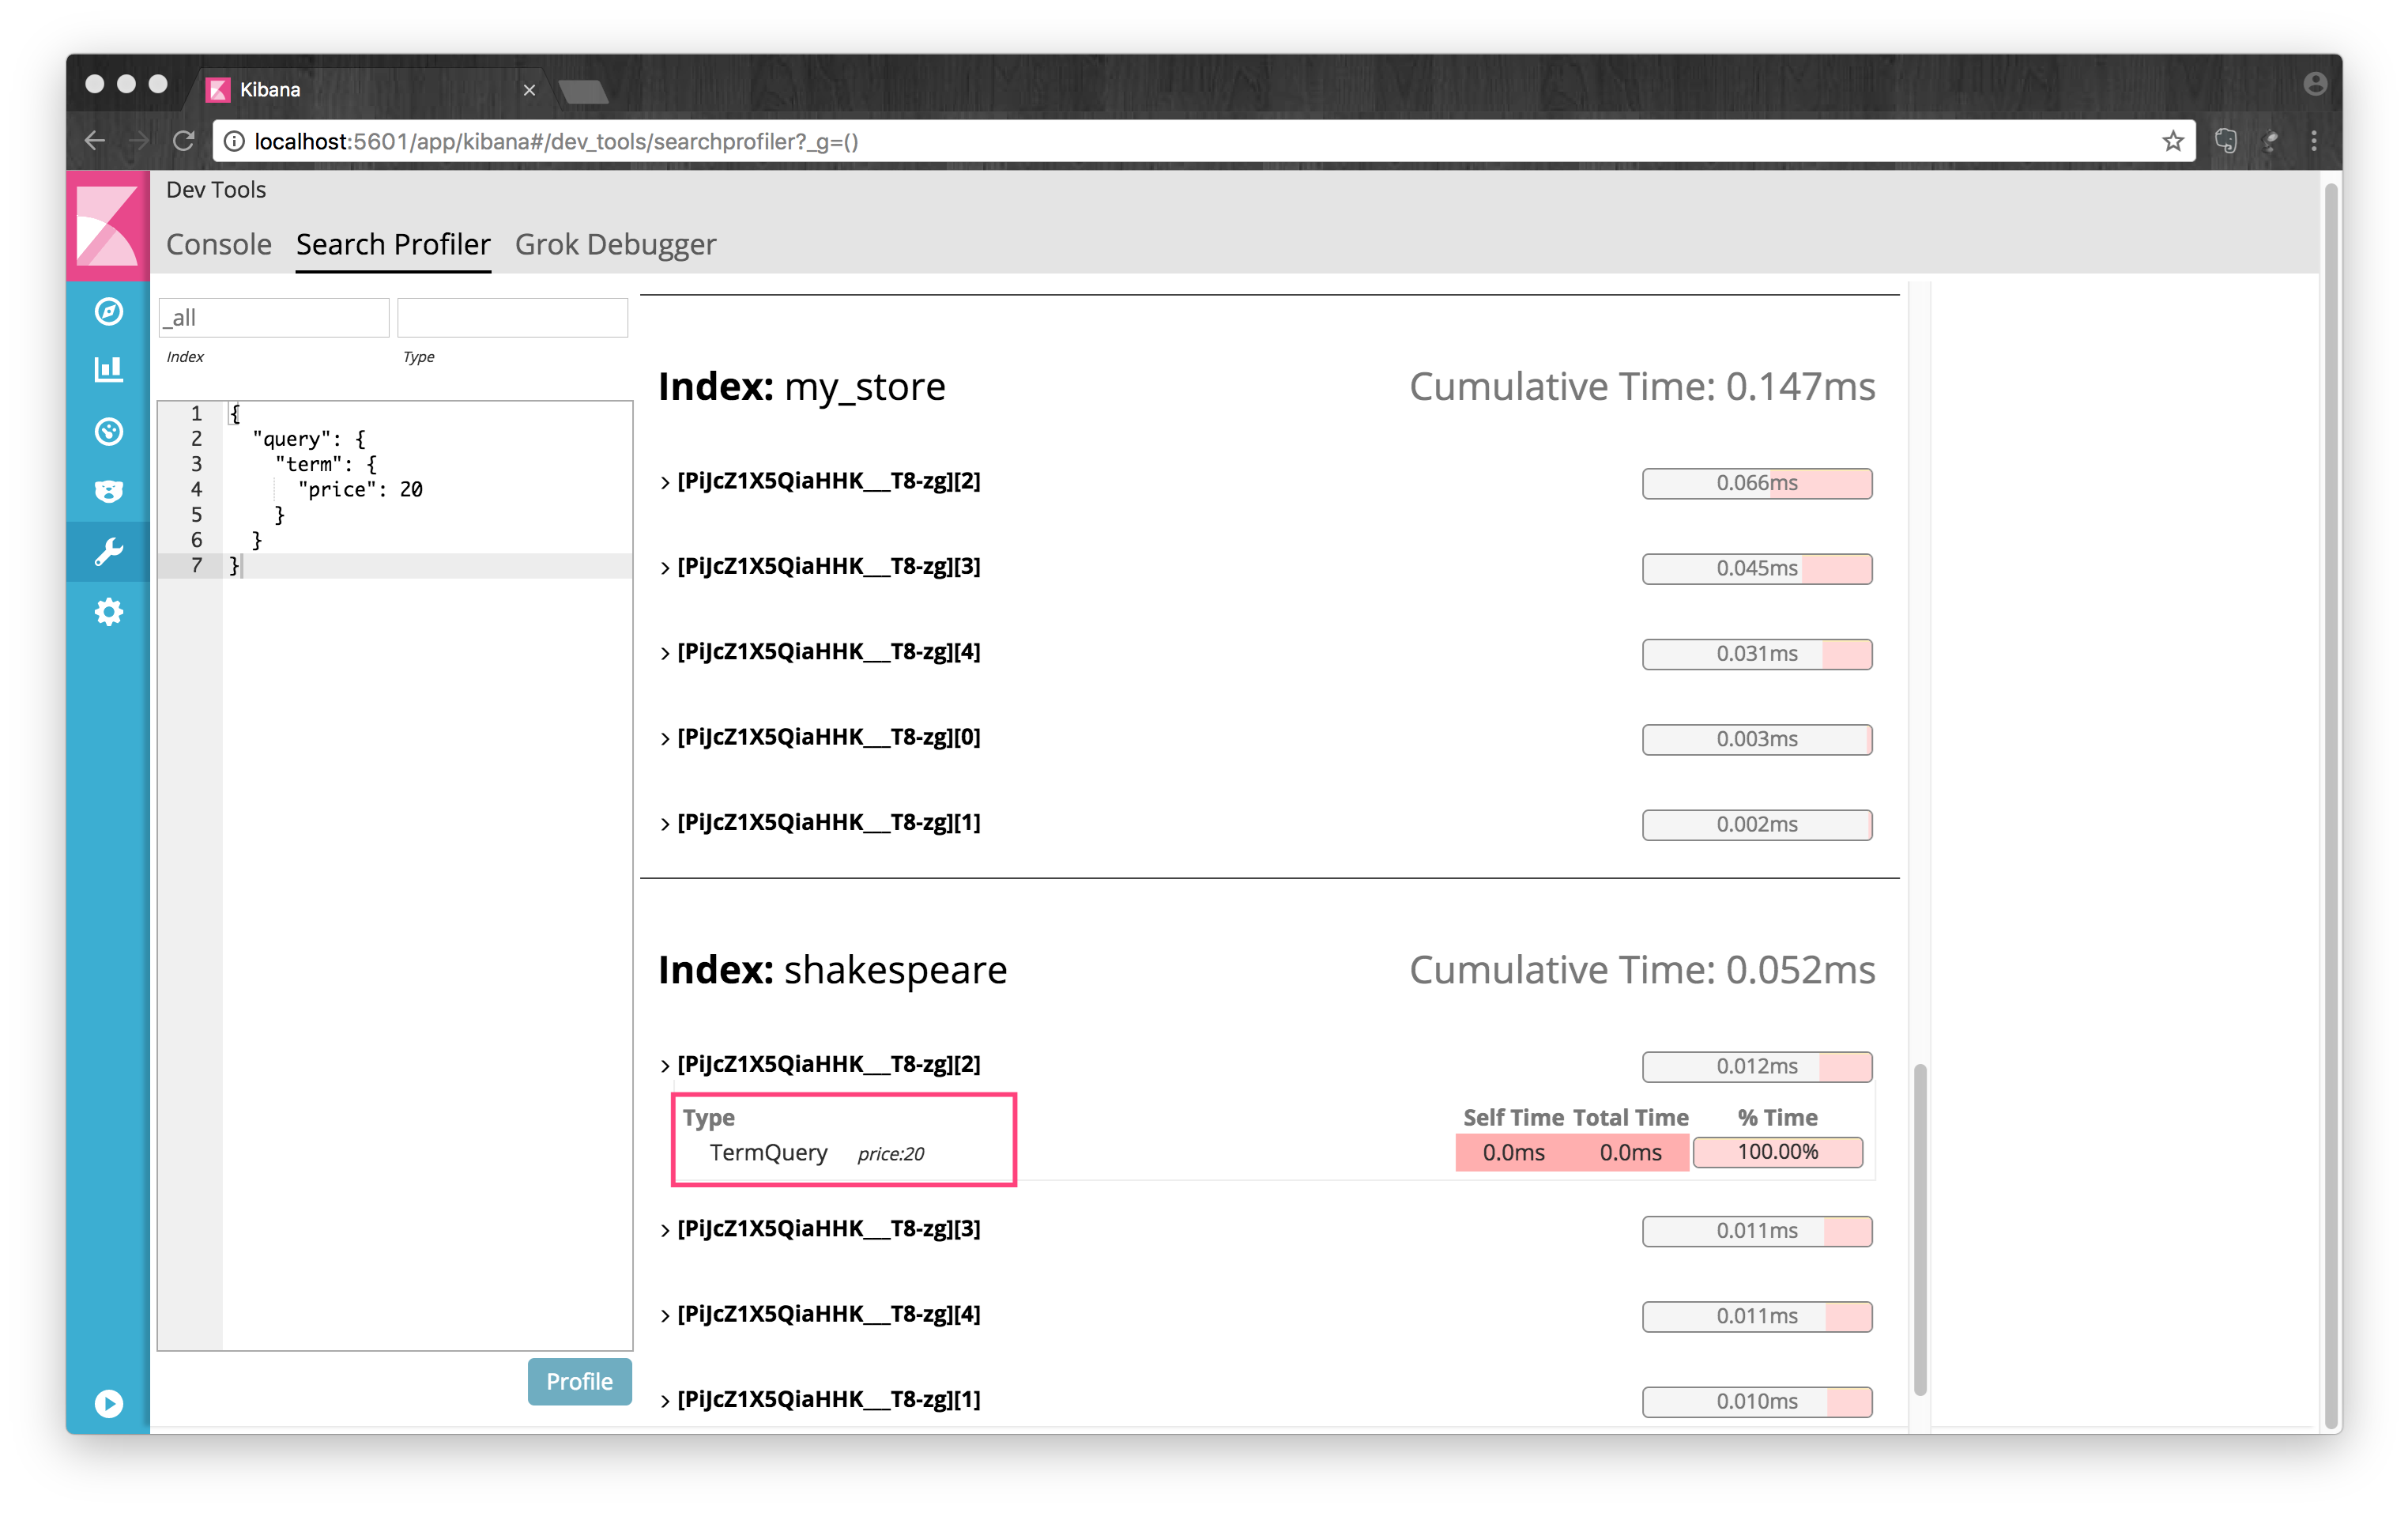 Kibana
localhost:5601/app/kibana#/dev_tools/searchprofiler?_g=()
Dev Tools
Console Search Profiler Grok Debugger
_all
Index Type
1 {
2 "query": {
3 "term": {
4 "price": 20
5 }
6 }
7 }
Profile
Index: my_store Cumulative Time: 0.147ms
[PiJcZ1X5QiaHHK__T8-zg][2] 0.066ms
[PiJcZ1X5QiaHHK__T8-zg][3] 0.045ms
[PiJcZ1X5QiaHHK__T8-zg][4] 0.031ms
[PiJcZ1X5QiaHHK__T8-zg][0] 0.003ms
[PiJcZ1X5QiaHHK__T8-zg][1] 0.002ms
Index: shakespeare Cumulative Time: 0.052ms
[PiJcZ1X5QiaHHK__T8-zg][2] 0.012ms
Type Self Time Total Time % Time
TermQuery price:20 0.0ms 0.0ms 100.00%
[PiJcZ1X5QiaHHK__T8-zg][3] 0.011ms
[PiJcZ1X5QiaHHK__T8-zg][4] 0.011ms
[PiJcZ1X5QiaHHK__T8-zg][1] 0.010ms